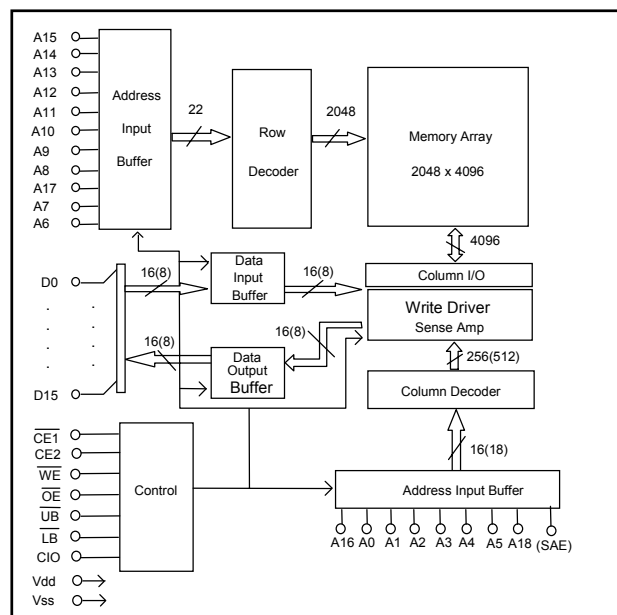 A15
A14
A13
A12
A11
A10
A9
A8
A17
A7
A6
Address
Input
Buffer
22
Row
Decoder
2048
Memory Array
2048 x 4096
4096
D0
.
.
.
.
D15
.
.
.
.
16(8)
16(8)
Data
Input
Buffer
16(8)
Data
Output
Buffer
16(8)
Column I/O
Write Driver
Sense Amp
256(512)
Column Decoder
16(18)
Address Input Buffer
A16 A0 A1 A2 A3 A4 A5 A18 (SAE)
CE1
CE2
WE
OE
UB
LB
CIO
Control
Vdd
Vss